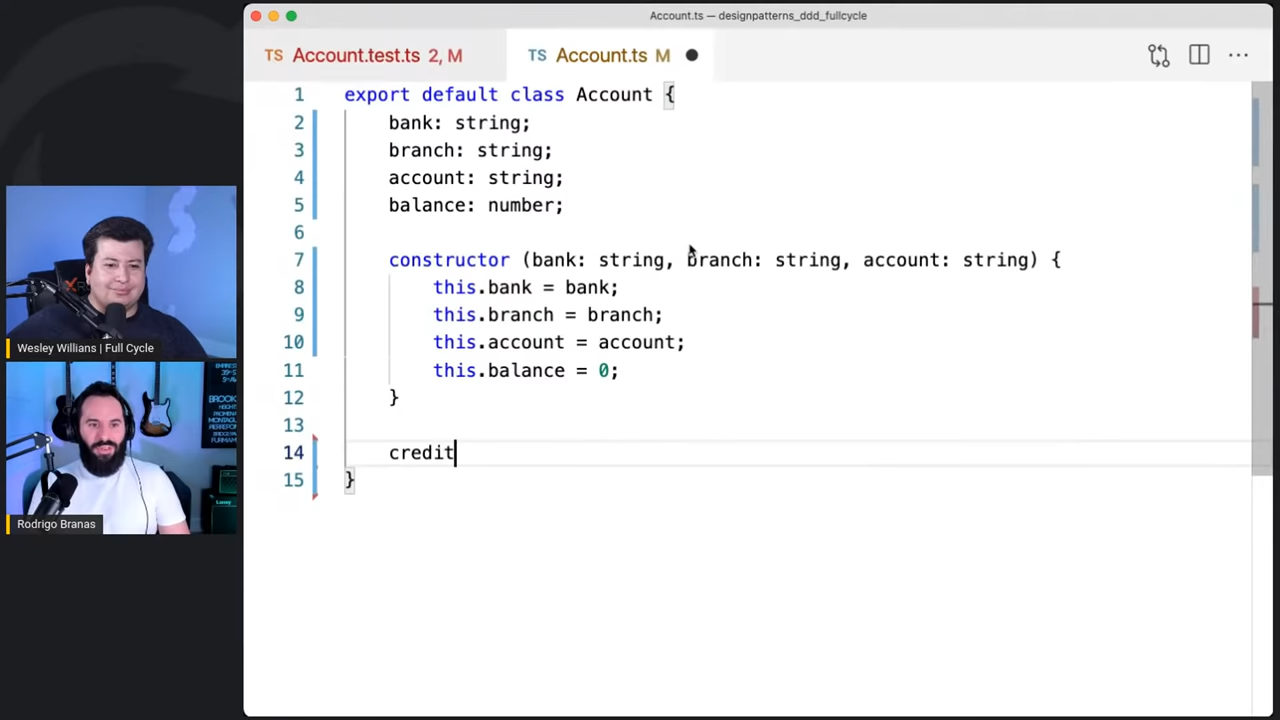 Account.ts — designpatterns_ddd_fullcycle
TS Account.test.ts 2, M
TS Account.ts M
1 export default class Account {
2 bank: string;
3 branch: string;
4 account: string;
5 balance: number;
6
7 constructor (bank: string, branch: string, account: string) {
8 this.bank = bank;
9 this.branch = branch;
10 this.account = account;
11 this.balance = 0;
12 }
13
14 credit
15 }
Wesley Willians | Full Cycle
BROOK
Rodrigo Branas